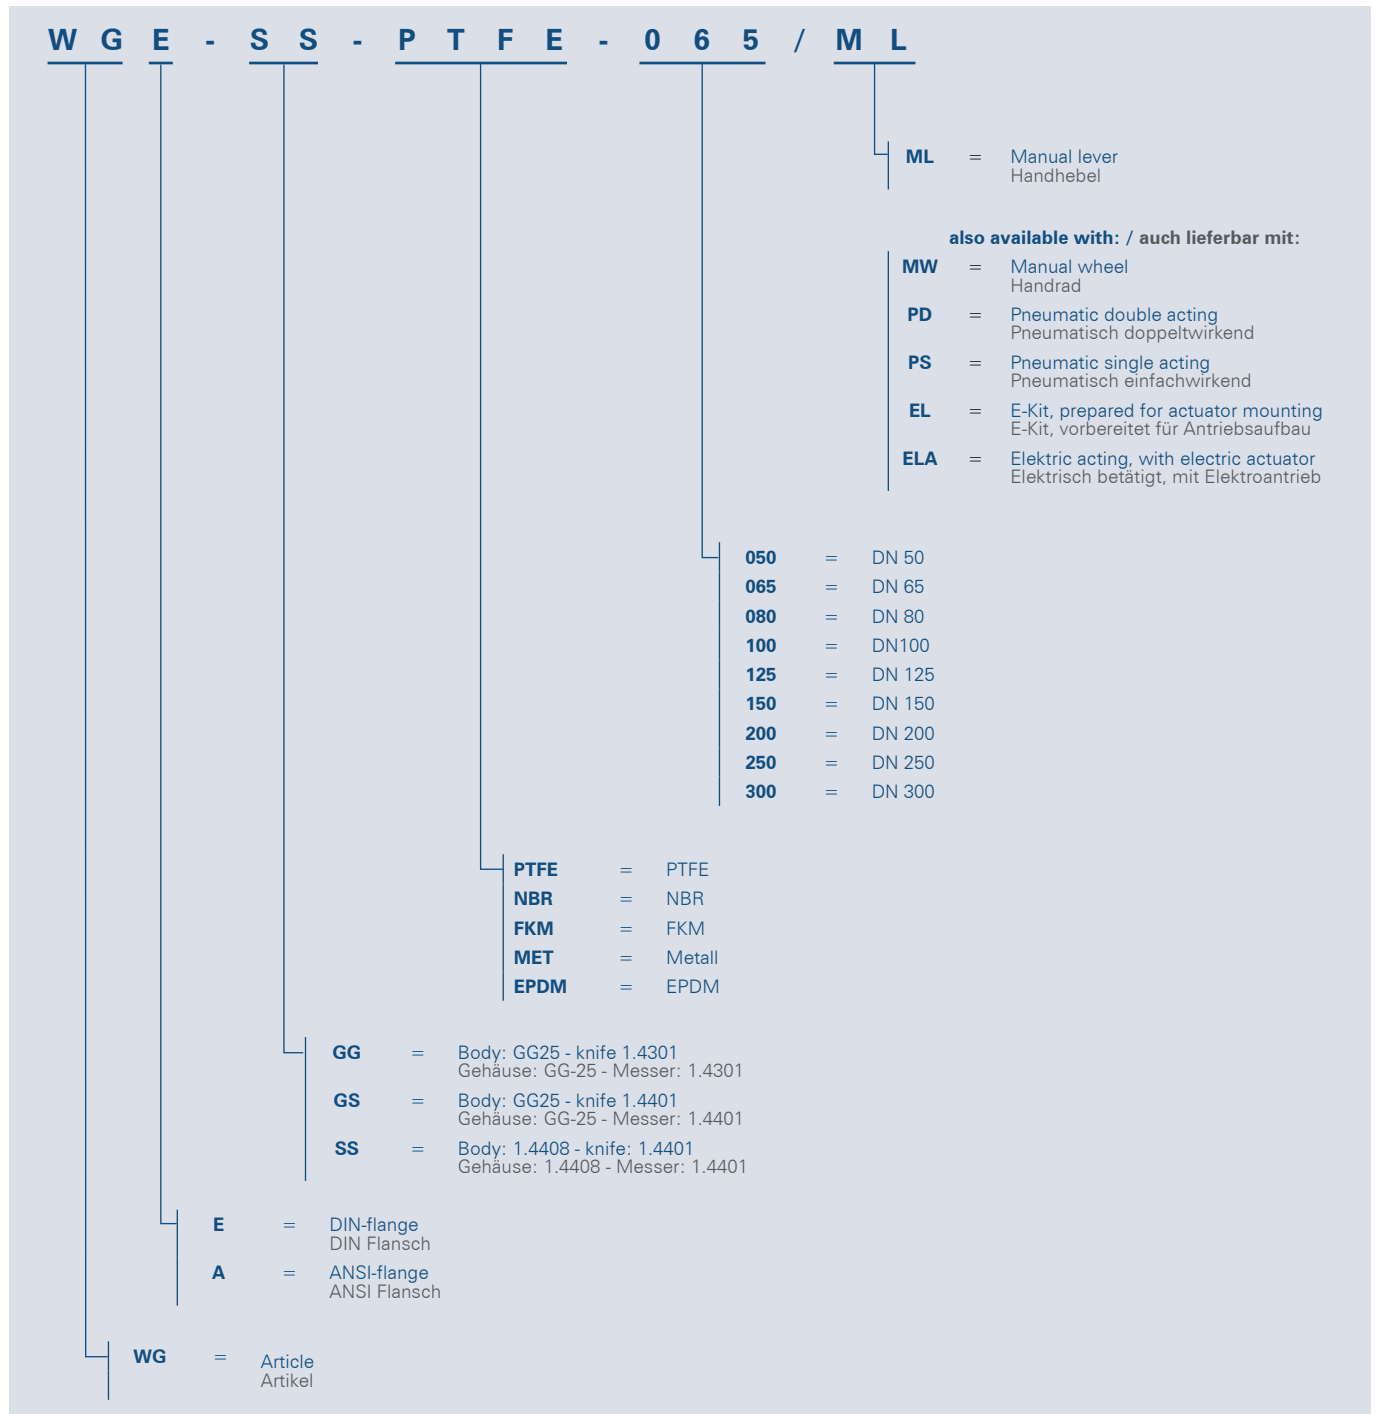 W G E - S S - P T F E - 0 6 5 / M L
ML = Manual lever
Handhebel
also available with: / auch lieferbar mit:
MW = Manual wheel
Handrad
PD = Pneumatic double acting
Pneumatisch doppeltwirkend
PS = Pneumatic single acting
Pneumatisch einfachwirkend
EL = E-Kit, prepared for actuator mounting
E-Kit, vorbereitet für Antriebsaufbau
ELA = Elektric acting, with electric actuator
Elektrisch betätigt, mit Elektroantrieb
050 = DN 50
065 = DN 65
080 = DN 80
100 = DN100
125 = DN 125
150 = DN 150
200 = DN 200
250 = DN 250
300 = DN 300
PTFE = PTFE
NBR = NBR
FKM = FKM
MET = Metall
EPDM = EPDM
GG = Body: GG25 - knife 1.4301
Gehäuse: GG-25 - Messer: 1.4301
GS = Body: GG25 - knife 1.4401
Gehäuse: GG-25 - Messer: 1.4401
SS = Body: 1.4408 - knife: 1.4401
Gehäuse: 1.4408 - Messer: 1.4401
E = DIN-flange
DIN Flansch
A = ANSI-flange
ANSI Flansch
WG = Article
Artikel